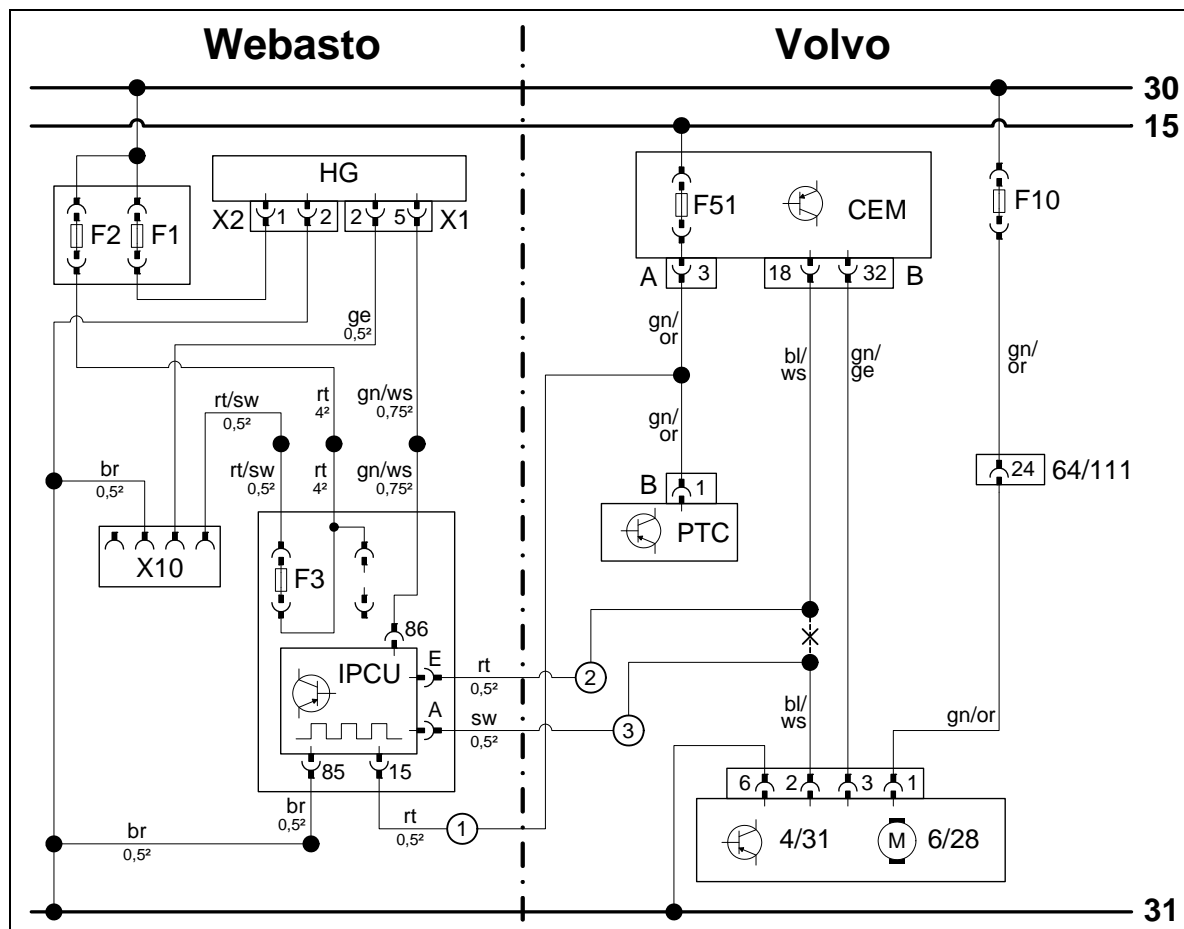 Webasto
Volvo
30
15
HG
CEM
F51
F10
F2
F1
X2
1
2
2
5
X1
A
3
18
32
B
ge
0,5²
gn/
or
bl/
ws
gn/
ge
gn/
or
rt/sw
0,5²
rt
4²
gn/ws
0,75²
gn/
or
br
0,5²
rt/sw
0,5²
rt
4²
gn/ws
0,75²
B
1
24
64/111
PTC
X10
F3
86
IPCU
E
rt
0,5²
2
A
sw
0,5²
3
bl/
ws
gn/or
85
15
6
2
3
1
br
0,5²
rt
0,5²
1
br
0,5²
4/31
M
6/28
31